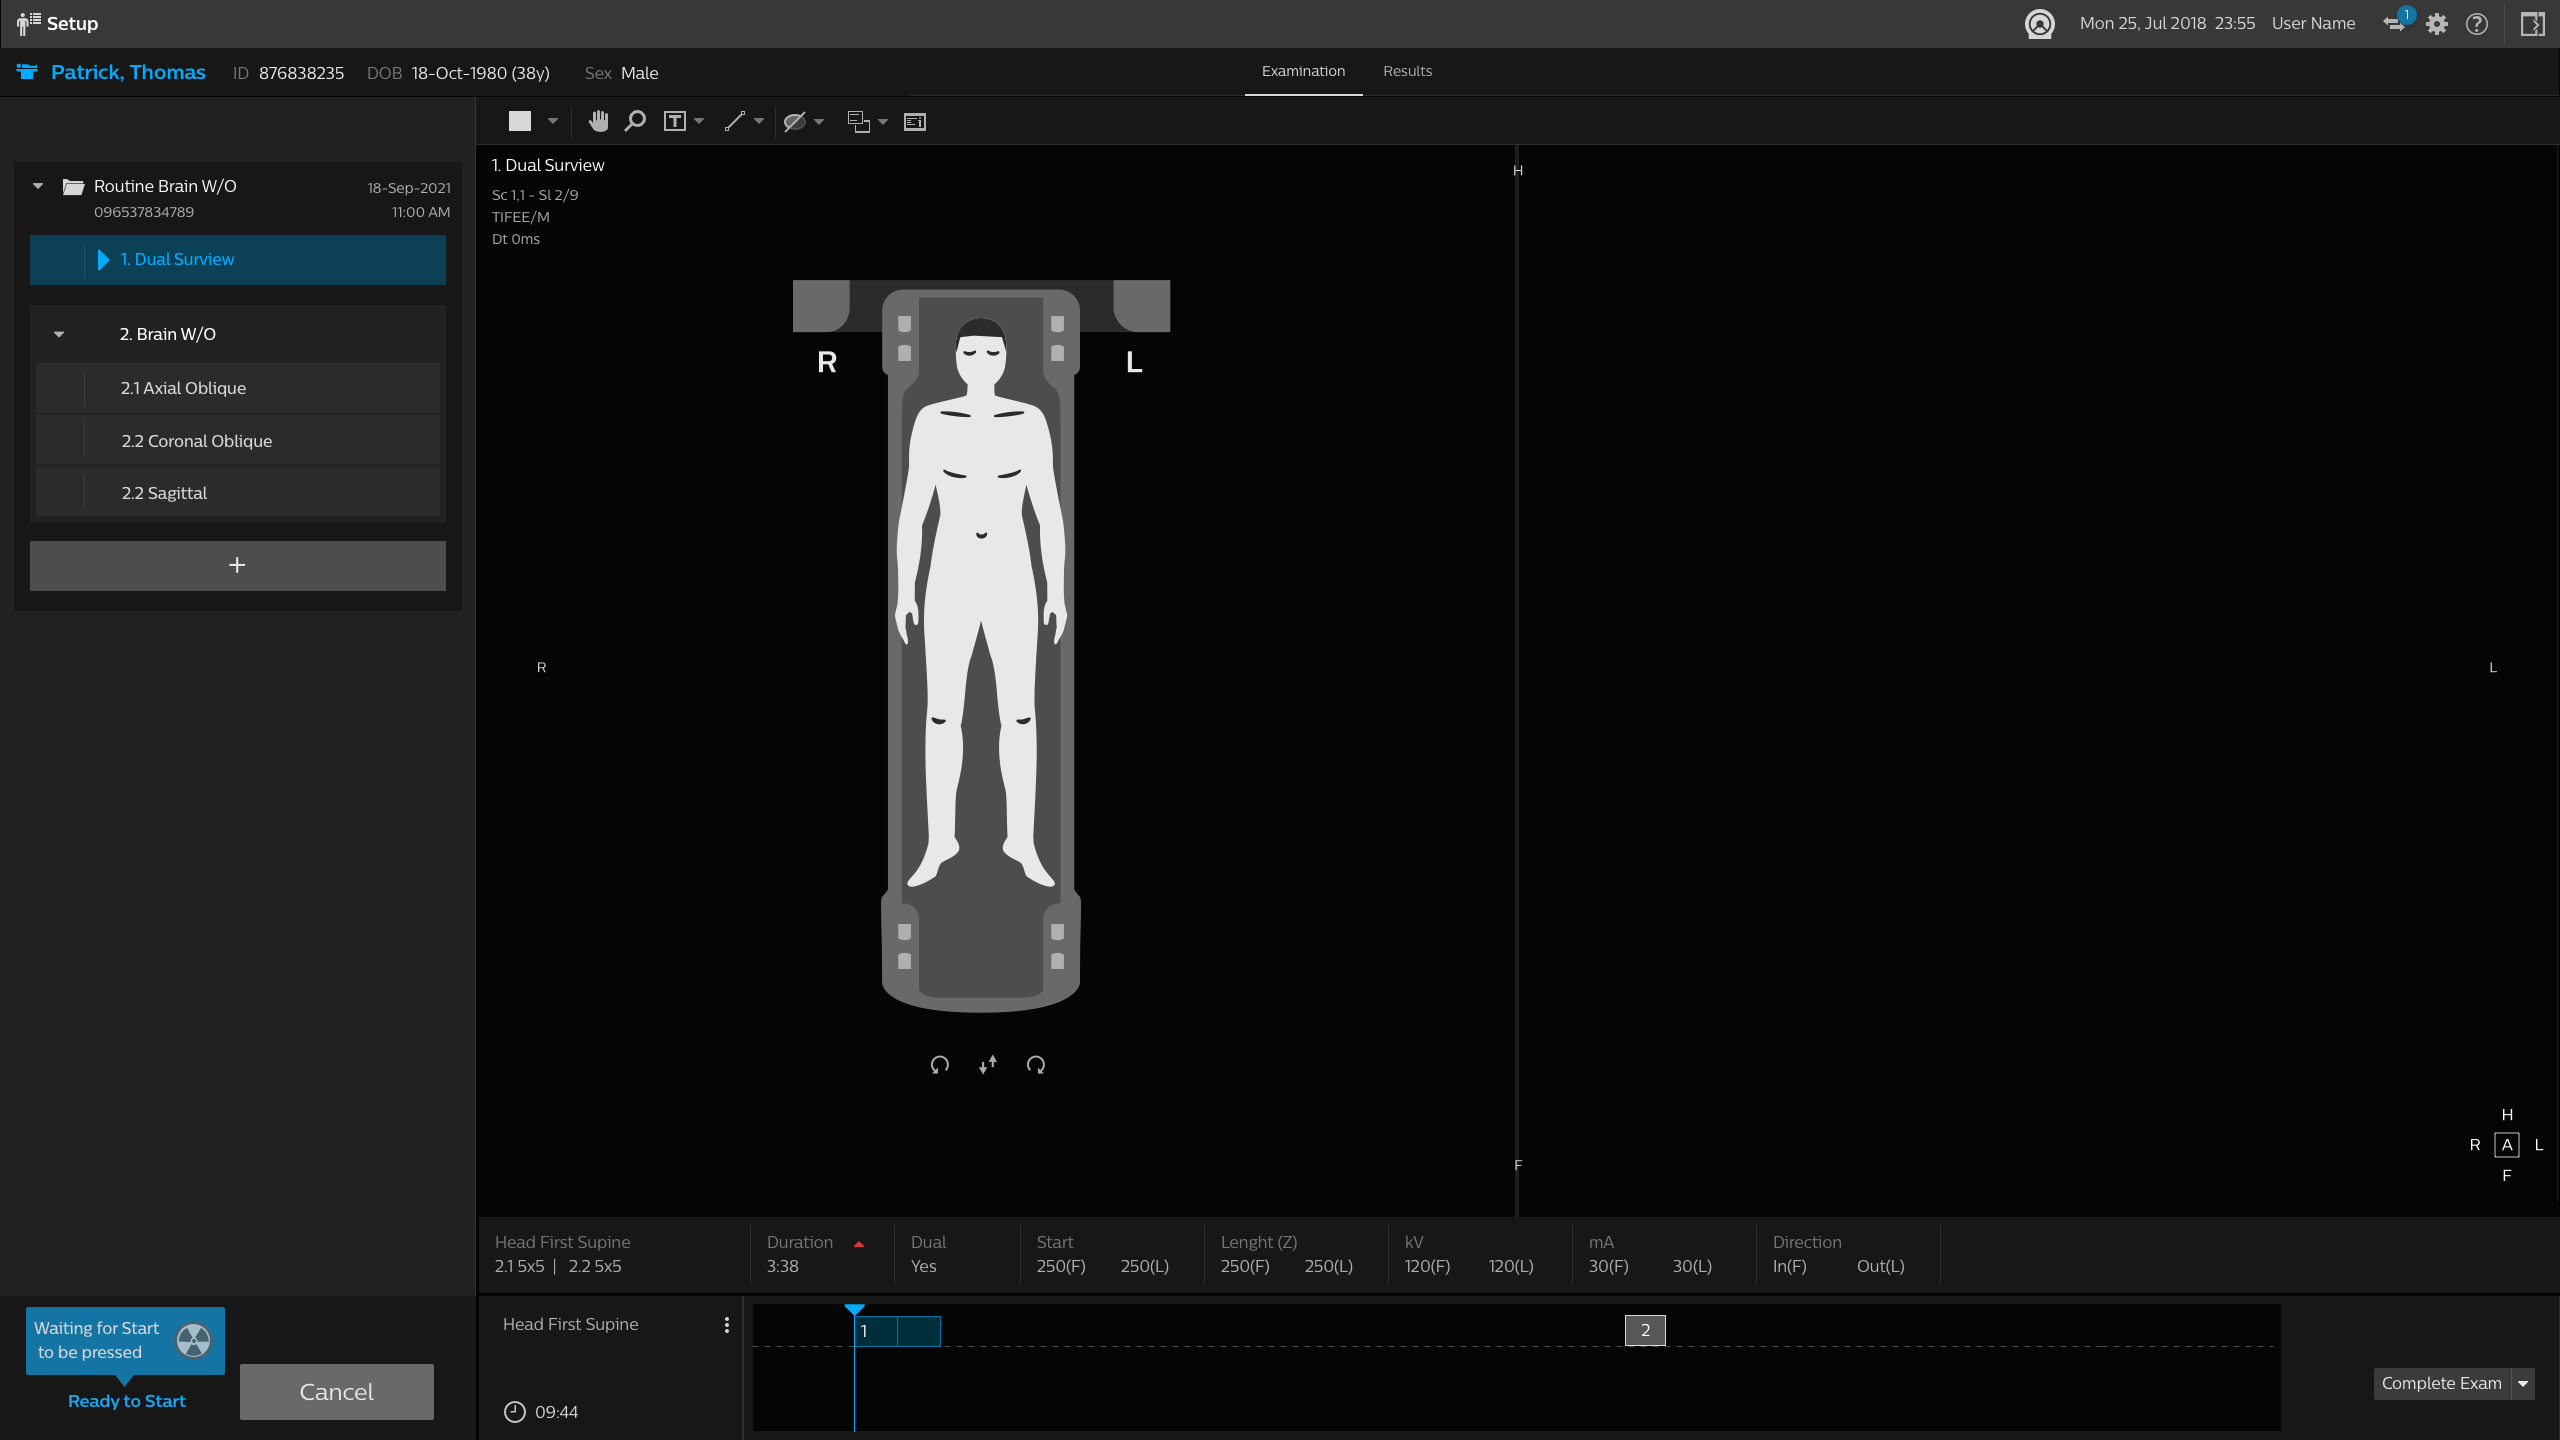 Setup
Mon 25, Jul 2018 23:55 User Name 1
Patrick, Thomas ID 876838235 DOB 18-Oct-1980 (38y) Sex Male
Examination Results
T
Routine Brain W/O 18-Sep-2021
096537834789 11:00 AM
1. Dual Surview
2. Brain W/O
2.1 Axial Oblique
2.2 Coronal Oblique
2.2 Sagittal
+
1. Dual Surview
Sc 1,1 - Sl 2/9
TIFEE/M
Dt 0ms
H
R L
R
L
F
H
R A L
F
Head First Supine
2.1 5x5 | 2.2 5x5
Duration
3:38
Dual
Yes
Start
250(F) 250(L)
Lenght (Z)
250(F) 250(L)
kV
120(F) 120(L)
mA
30(F) 30(L)
Direction
In(F) Out(L)
Waiting for Start
to be pressed
Ready to Start
Cancel
Head First Supine
09:44
1
2
Complete Exam